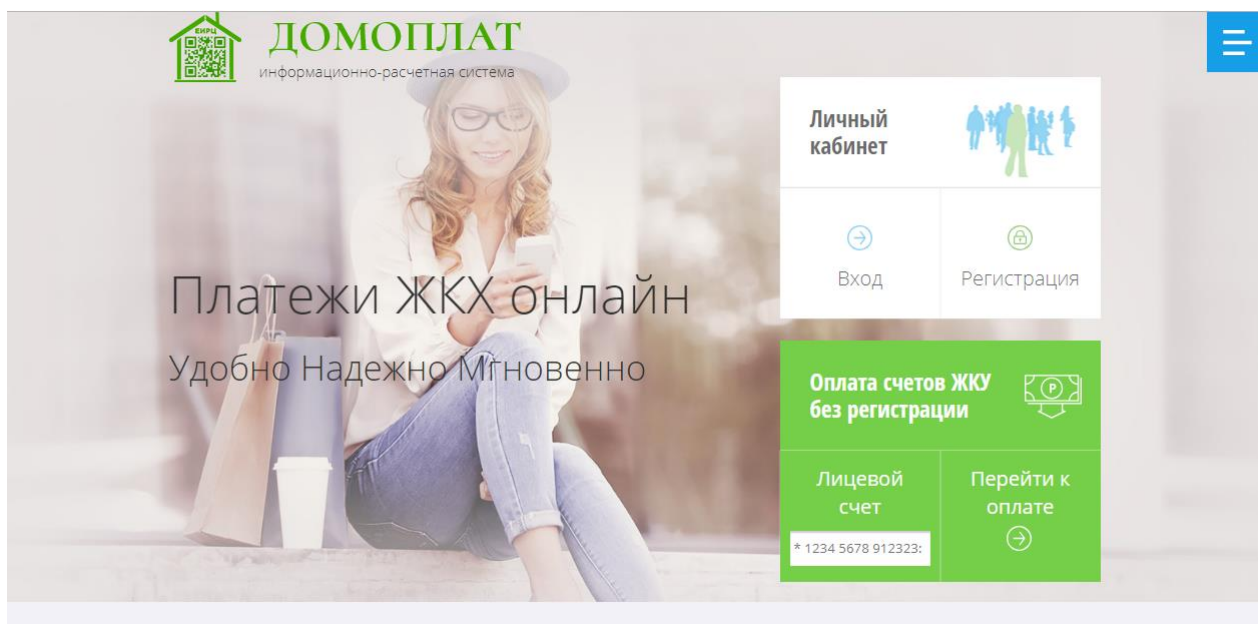 ЕИРЦ
ДОМОПЛАТ
информационно-расчетная система
Личный
кабинет
Вход
Регистрация
Платежи ЖКХ онлайн
Удобно Надежно Мгновенно
Оплата счетов ЖКУ
без регистрации
Лицевой
счет
* 1234 5678 912323:
Перейти к
оплате